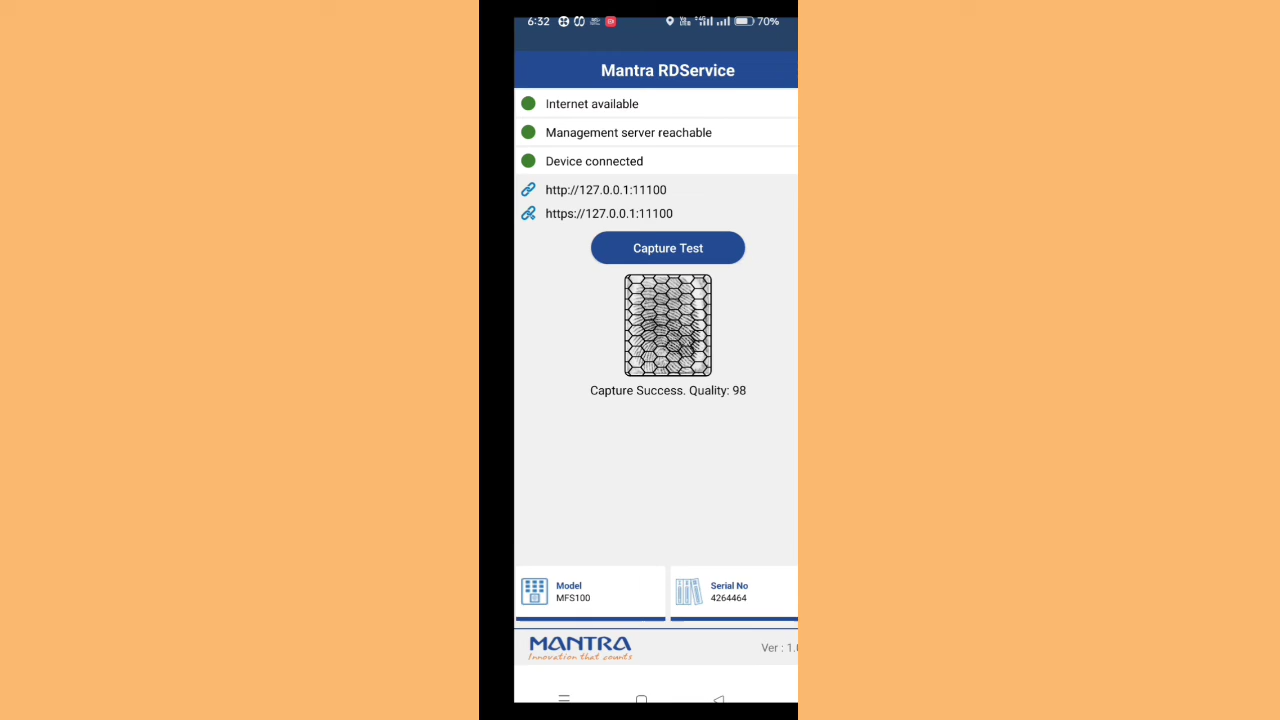 6:32 70%
Mantra RDService
Internet available
Management server reachable
Device connected
http://127.0.0.1:11100
https://127.0.0.1:11100
Capture Test
Capture Success. Quality: 98
Model
MFS100
Serial No
4264464
MANTRA
Innovation that counts
Ver : 1.